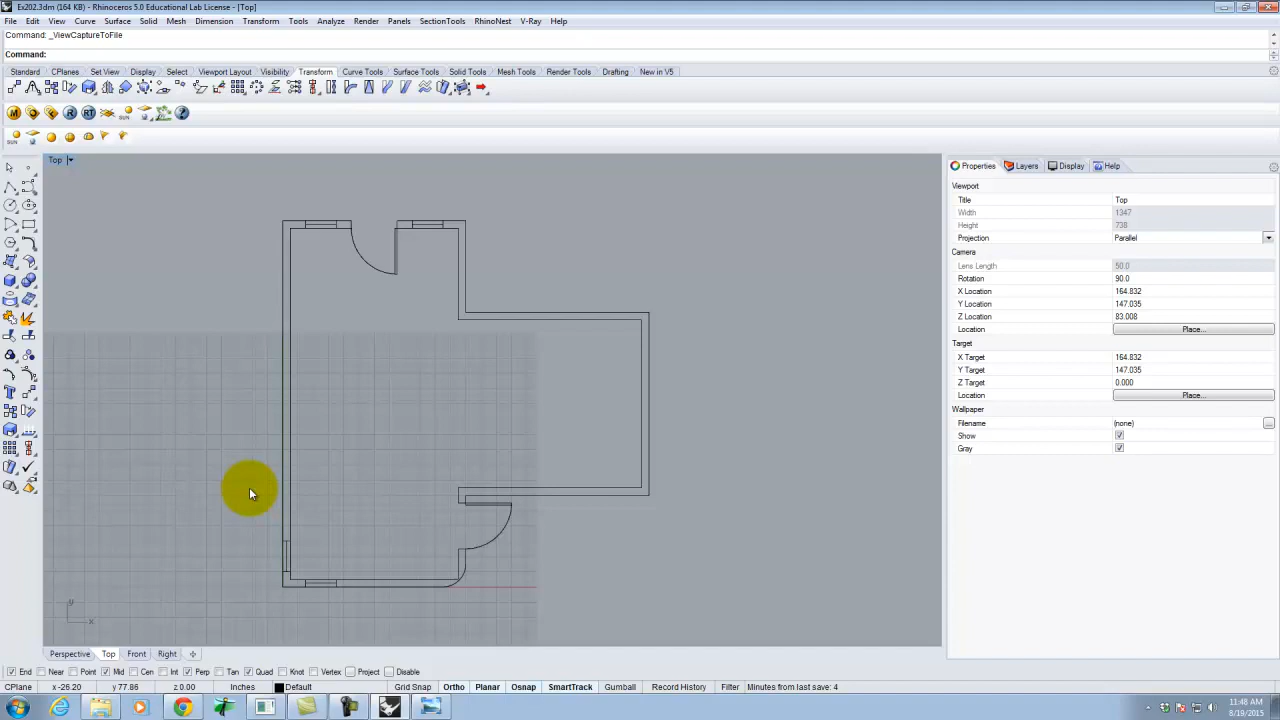 Ex202.3dm (164 KB) - Rhinoceros 5.0 Educational Lab License - [Top]
File Edit View Curve Surface Solid Mesh Dimension Transform Tools Analyze Render Panels SectionTools RhinoNest V-Ray Help
Command: _ViewCaptureToFile
Command:
Standard CPlanes Set View Display Select Viewport Layout Visibility Transform Curve Tools Surface Tools Solid Tools Mesh Tools Render Tools Drafting New in V5
M R RT SUN ?
SUN
Top
Properties Layers Display Help
Viewport
Title Top
Width 1347
Height 738
Projection Parallel
Camera
Lens Length 50.0
Rotation 90.0
X Location 164.832
Y Location 147.035
Z Location 83.008
Location Place...
Target
X Target 164.832
Y Target 147.035
Z Target 0.000
Location Place...
Wallpaper
Filename (none) ...
Show
Gray
y
x
Perspective Top Front Right
End Near Point Mid Cen Int Perp Tan Quad Knot Vertex Project Disable
CPlane x -26.20 y 77.86 z 0.00 Inches Default Grid Snap Ortho Planar Osnap SmartTrack Gumball Record History Filter Minutes from last save: 4
11:48 AM
8/19/2015